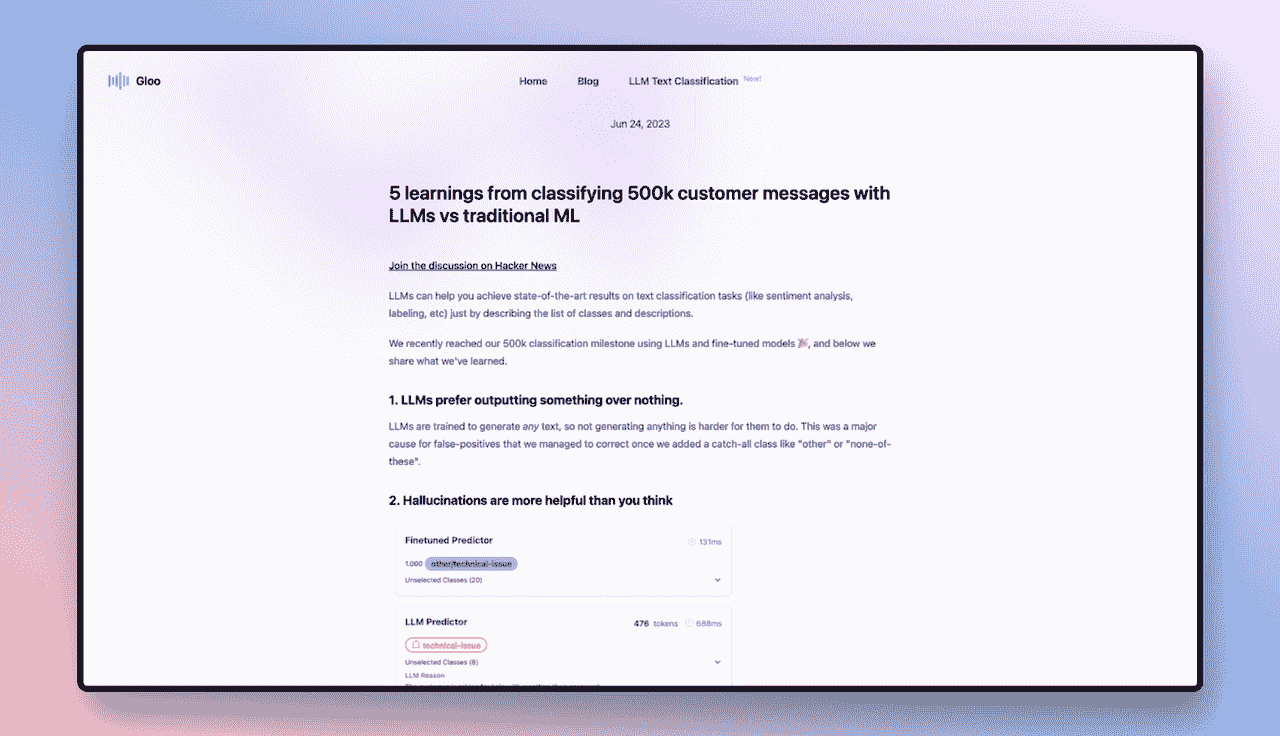 Gloo
Home
Blog
LLM Text Classification New!
Jun 24, 2023
5 learnings from classifying 500k customer messages with
LLMs vs traditional ML
Join the discussion on Hacker News
LLMs can help you achieve state-of-the-art results on text classification tasks (like sentiment analysis,
labeling, etc) just by describing the list of classes and descriptions.
We recently reached our 500k classification milestone using LLMs and fine-tuned models 🎉, and below we
share what we've learned.
1. LLMs prefer outputting something over nothing.
LLMs are trained to generate any text, so not generating anything is harder for them to do. This was a major
cause for false-positives that we managed to correct once we added a catch-all class like "other" or "none-of-
these".
2. Hallucinations are more helpful than you think
Finetuned Predictor
131ms
1.000 other/technical-issue
Unselected Classes (20)
LLM Predictor
476 tokens 688ms
technical-issue
Unselected Classes (8)
LLM Reason